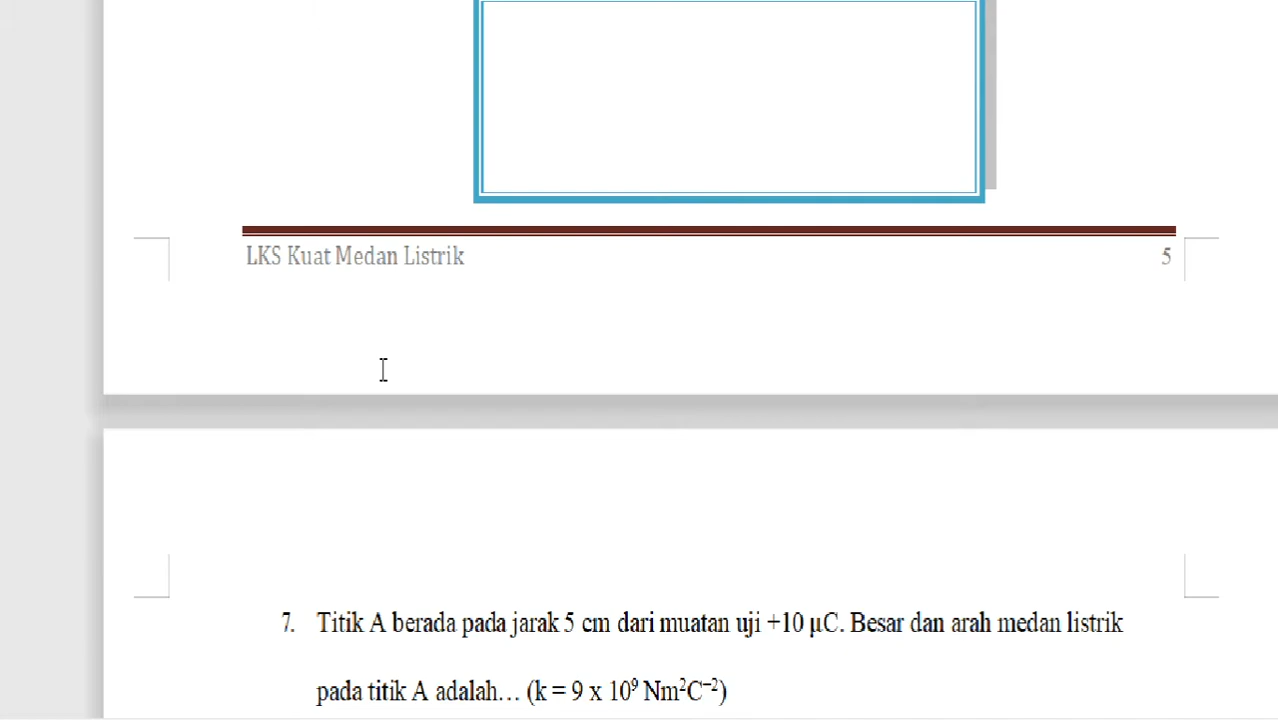 LKS Kuat Medan Listrik 5
7. Titik A berada pada jarak 5 cm dari muatan uji +10 μC. Besar dan arah medan listrik
pada titik A adalah… (k = 9 x 10⁹ Nm²C⁻²)